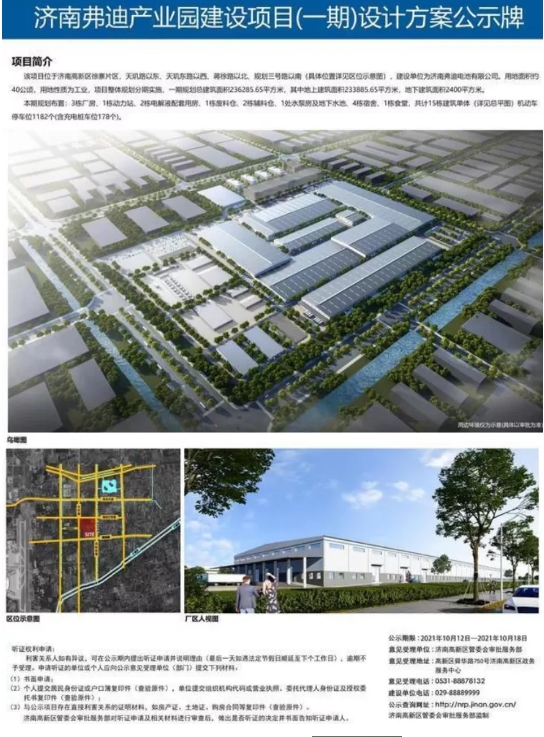 济南弗迪产业园建设项目(一期)设计方案公示牌
项目简介
该项目位于济南高新区徐寨片区，天玑路以东、天玑东路以西、蒋徐路以北、规划三号路以南（具体位置详见区位示意图），建设单位为济南弗迪电池有限公司。用地面积约
40公顷，用地性质为工业，项目整体规划分期实施，一期规划总建筑面积236285.65平方米，其中地上建筑面积233885.65平方米，地下建筑面积2400平方米。
本期规划布置：3栋厂房、1栋动力站、2栋电解液配套用房、1栋废料仓、2栋辅料仓、1处水泵房及地下水池、4栋宿舍、1栋食堂，共计15栋建筑单体（详见总平图）机动车
停车位1182个(含充电桩车位178个)。
周边环境仅为示意(具体以审批为准)
鸟瞰图
SITE
区位示意图
厂区人视图
听证权利申请：
利害关系人如有异议，可在公示期内提出听证申请并说明理由（最后一天如遇法定节假日顺延至下个工作日），逾期不
予受理。申请听证的单位或个人应向公示意见受理单位（部门）提交下列材料：
（1）书面申请；
（2）个人提交居民身份证或户口簿复印件（查验原件），单位提交组织机构代码或营业执照、委托代理人身份证及授权委
托书复印件（查验原件）；
（3）与公示项目存在直接利害关系的证明材料，如房产证、土地证、购房合同等复印件（查验原件）。
济南高新区管委会审批服务部对听证申请及相关材料进行审查后，做出是否听证的决定并书面告知听证申请人。
公示期限：2021年10月12日—2021年10月18日
意见受理单位：济南高新区管委会审批服务部
意见受理地址：高新区舜华路750号济南高新区政务
服务中心
意见受理电话：0531-88878132
建设单位电话：029-88889999
公示查询网址：http://nrp.jinan.gov.cn/
济南高新区管委会审批服务部监制